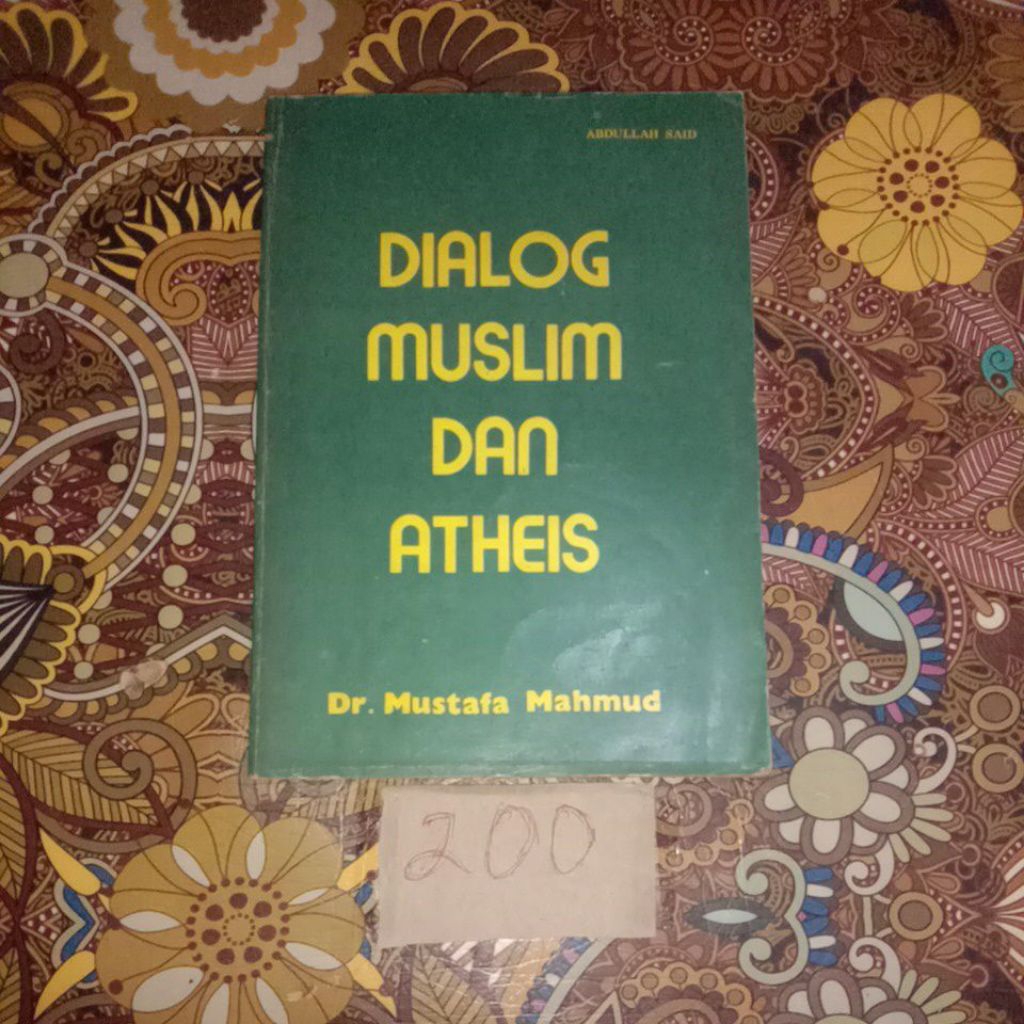 ABDULLAH SAID
DIALOG
MUSLIM
DAN
ATHEIS
Dr. Mustafa Mahmud
200